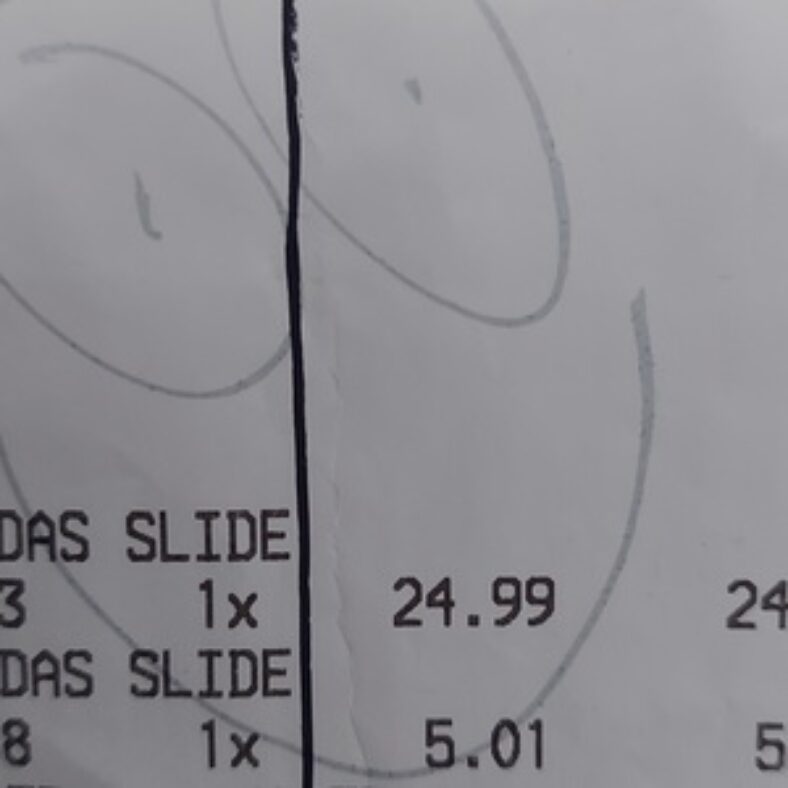 DAS SLIDE
3 1x 24.99 24
DAS SLIDE
8 1x 5.01 5